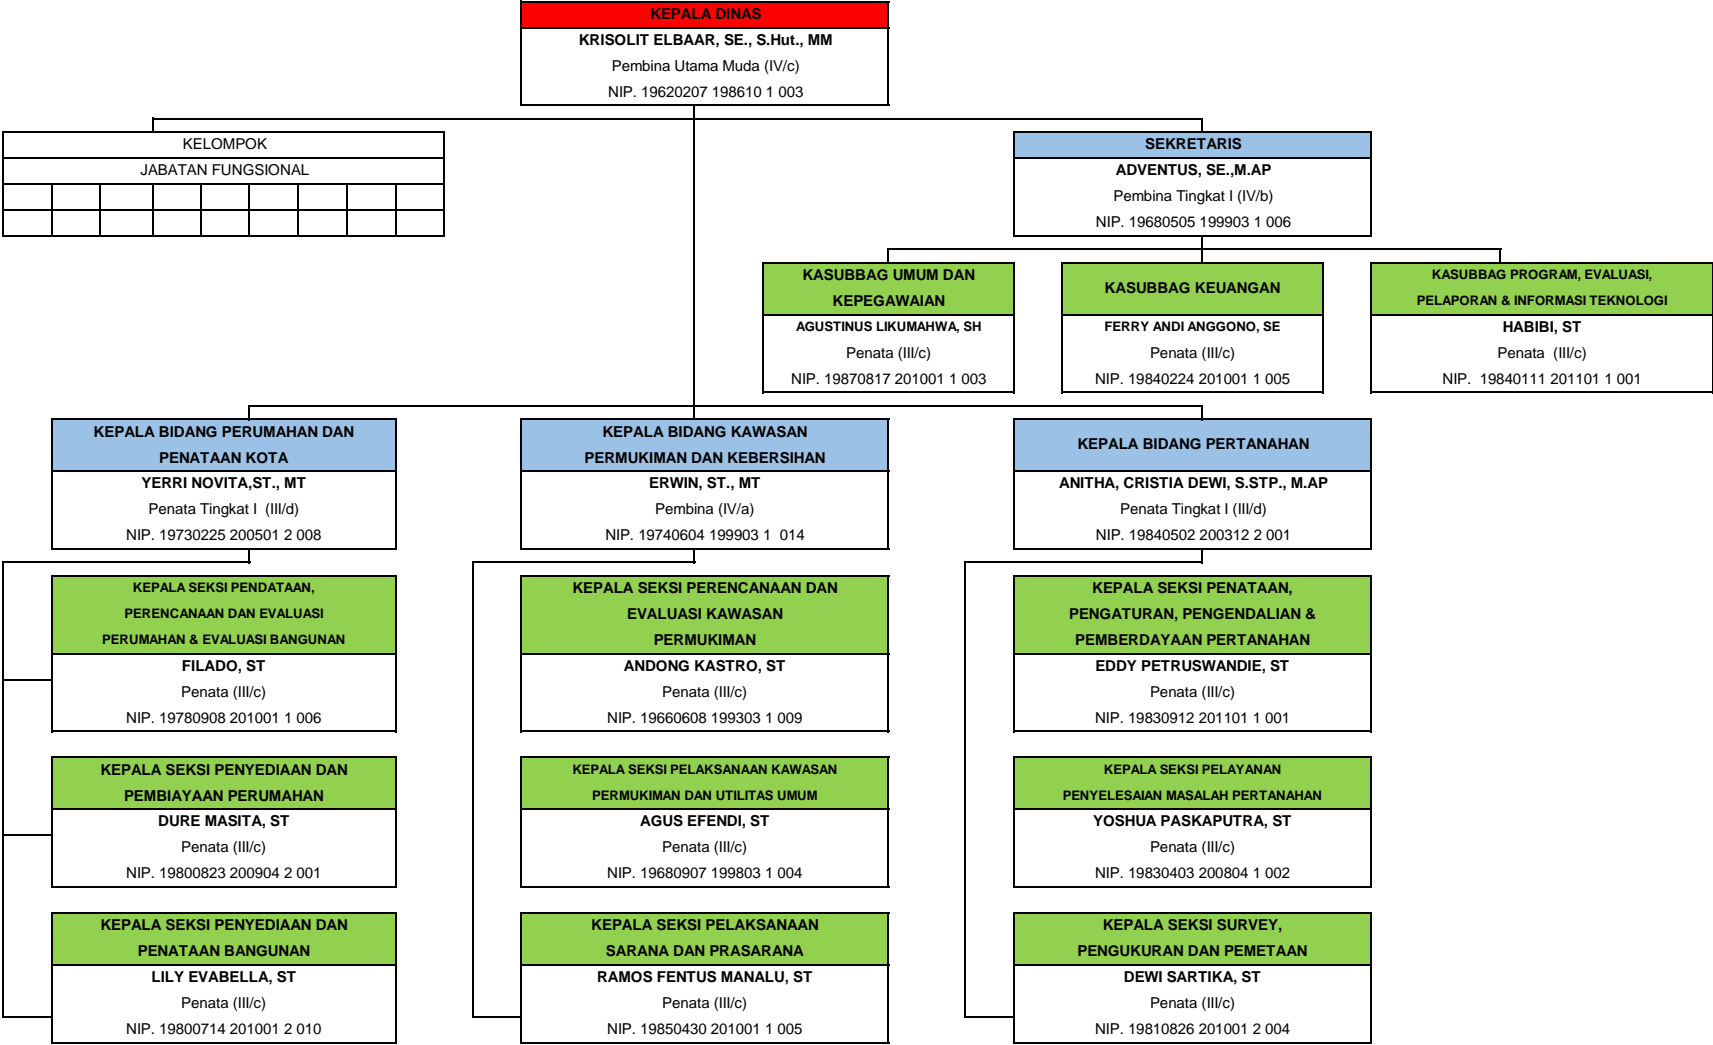 KEPALA DINAS
KRISOLIT ELBAAR, SE., S.Hut., MM
Pembina Utama Muda (IV/c)
NIP. 19620207 198610 1 003
KELOMPOK
JABATAN FUNGSIONAL
SEKRETARIS
ADVENTUS, SE.,M.AP
Pembina Tingkat I (IV/b)
NIP. 19680505 199903 1 006
KASUBBAG UMUM DAN
KEPEGAWAIAN
AGUSTINUS LIKUMAHWA, SH
Penata (III/c)
NIP. 19870817 201001 1 003
KASUBBAG KEUANGAN
FERRY ANDI ANGGONO, SE
Penata (III/c)
NIP. 19840224 201001 1 005
KASUBBAG PROGRAM, EVALUASI,
PELAPORAN & INFORMASI TEKNOLOGI
HABIBI, ST
Penata  (III/c)
NIP.  19840111 201101 1 001
KEPALA BIDANG PERUMAHAN DAN
PENATAAN KOTA
YERRI NOVITA,ST., MT
Penata Tingkat I  (III/d)
NIP. 19730225 200501 2 008
KEPALA BIDANG KAWASAN
PERMUKIMAN DAN KEBERSIHAN
ERWIN, ST., MT
Pembina (IV/a)
NIP. 19740604 199903 1  014
KEPALA BIDANG PERTANAHAN
ANITHA, CRISTIA DEWI, S.STP., M.AP
Penata Tingkat I (III/d)
NIP. 19840502 200312 2 001
KEPALA SEKSI PENDATAAN,
PERENCANAAN DAN EVALUASI
PERUMAHAN & EVALUASI BANGUNAN
FILADO, ST
Penata (III/c)
NIP. 19780908 201001 1 006
KEPALA SEKSI PERENCANAAN DAN
EVALUASI KAWASAN
PERMUKIMAN
ANDONG KASTRO, ST
Penata (III/c)
NIP. 19660608 199303 1 009
KEPALA SEKSI PENATAAN,
PENGATURAN, PENGENDALIAN &
PEMBERDAYAAN PERTANAHAN
EDDY PETRUSWANDIE, ST
Penata (III/c)
NIP. 19830912 201101 1 001
KEPALA SEKSI PENYEDIAAN DAN
PEMBIAYAAN PERUMAHAN
DURE MASITA, ST
Penata (III/c)
NIP. 19800823 200904 2 001
KEPALA SEKSI PELAKSANAAN KAWASAN
PERMUKIMAN DAN UTILITAS UMUM
AGUS EFENDI, ST
Penata (III/c)
NIP. 19680907 199803 1 004
KEPALA SEKSI PELAYANAN
PENYELESAIAN MASALAH PERTANAHAN
YOSHUA PASKAPUTRA, ST
Penata (III/c)
NIP. 19830403 200804 1 002
KEPALA SEKSI PENYEDIAAN DAN
PENATAAN BANGUNAN
LILY EVABELLA, ST
Penata (III/c)
NIP. 19800714 201001 2 010
KEPALA SEKSI PELAKSANAAN
SARANA DAN PRASARANA
RAMOS FENTUS MANALU, ST
Penata (III/c)
NIP. 19850430 201001 1 005
KEPALA SEKSI SURVEY,
PENGUKURAN DAN PEMETAAN
DEWI SARTIKA, ST
Penata (III/c)
NIP. 19810826 201001 2 004